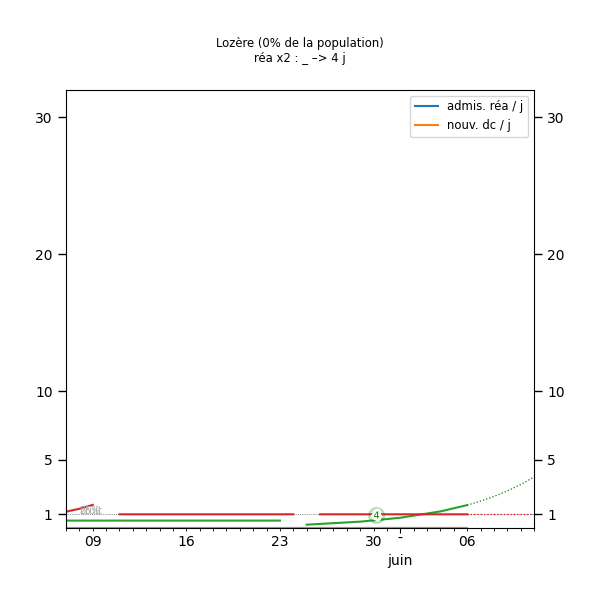 Lozère (0% de la population)
réa x2 : _ –> 4 j
admis. réa / j
nouv. dc / j
30 30
20 20
10 10
5 5
1 4 1
09 16 23 30 - 06
juin